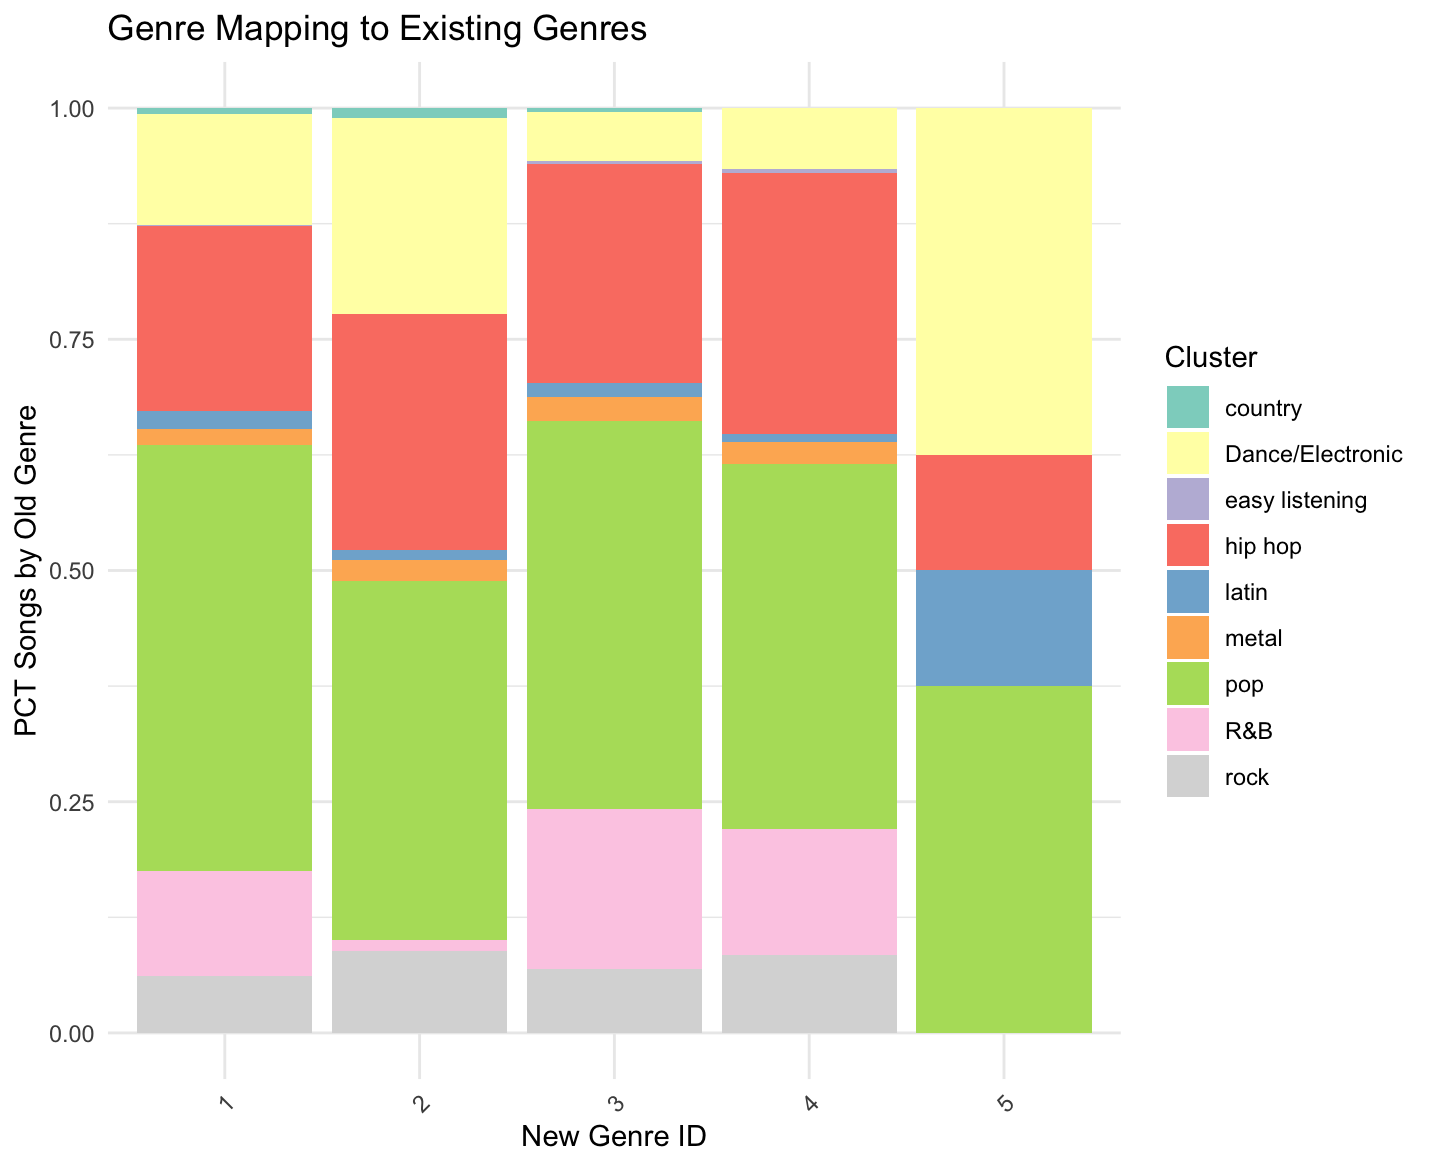 Genre Mapping to Existing Genres
1.00
0.75
0.50
0.25
0.00
PCT Songs by Old Genre
1
2
3
4
5
New Genre ID
Cluster
country
Dance/Electronic
easy listening
hip hop
latin
metal
pop
R&B
rock